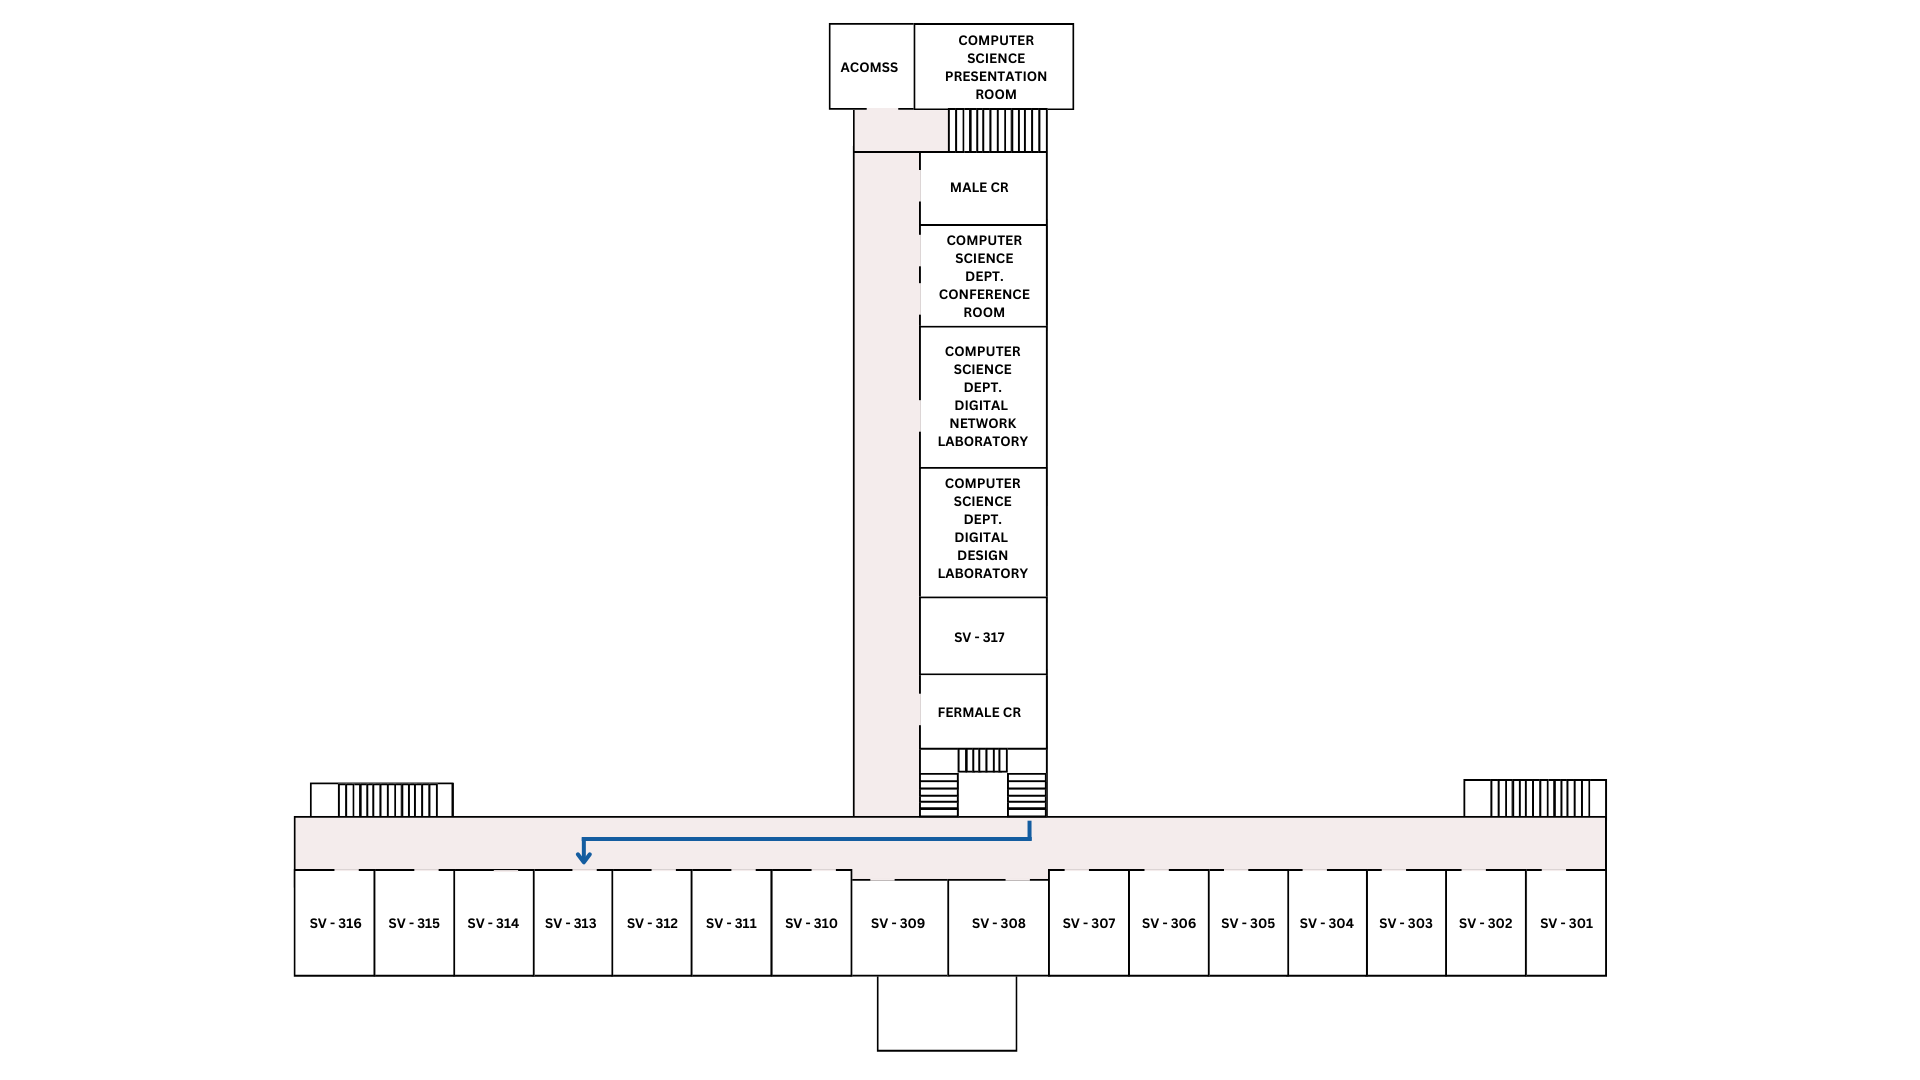 ACOMSS
COMPUTER
SCIENCE
PRESENTATION
ROOM
MALE CR
COMPUTER
SCIENCE
DEPT.
CONFERENCE
ROOM
COMPUTER
SCIENCE
DEPT.
DIGITAL
NETWORK
LABORATORY
COMPUTER
SCIENCE
DEPT.
DIGITAL
DESIGN
LABORATORY
SV - 317
FERMALE CR
SV - 316
SV - 315
SV - 314
SV - 313
SV - 312
SV - 311
SV - 310
SV - 309
SV - 308
SV - 307
SV - 306
SV - 305
SV - 304
SV - 303
SV - 302
SV - 301